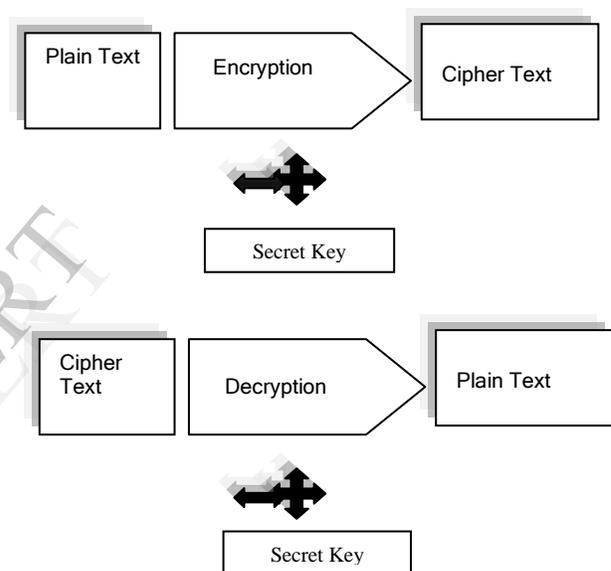 Plain Text
Encryption
Cipher Text
Secret Key
Cipher
Text
Decryption
Plain Text
Secret Key